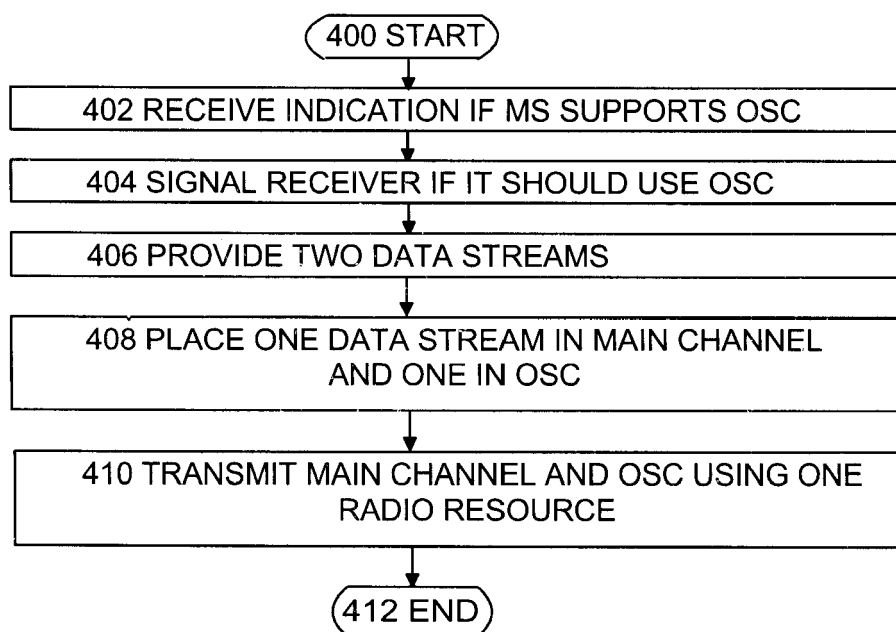 400 START
402 RECEIVE INDICATION IF MS SUPPORTS OSC
404 SIGNAL RECEIVER IF IT SHOULD USE OSC
406 PROVIDE TWO DATA STREAMS
408 PLACE ONE DATA STREAM IN MAIN CHANNEL
AND ONE IN OSC
410 TRANSMIT MAIN CHANNEL AND OSC USING ONE
RADIO RESOURCE
412 END